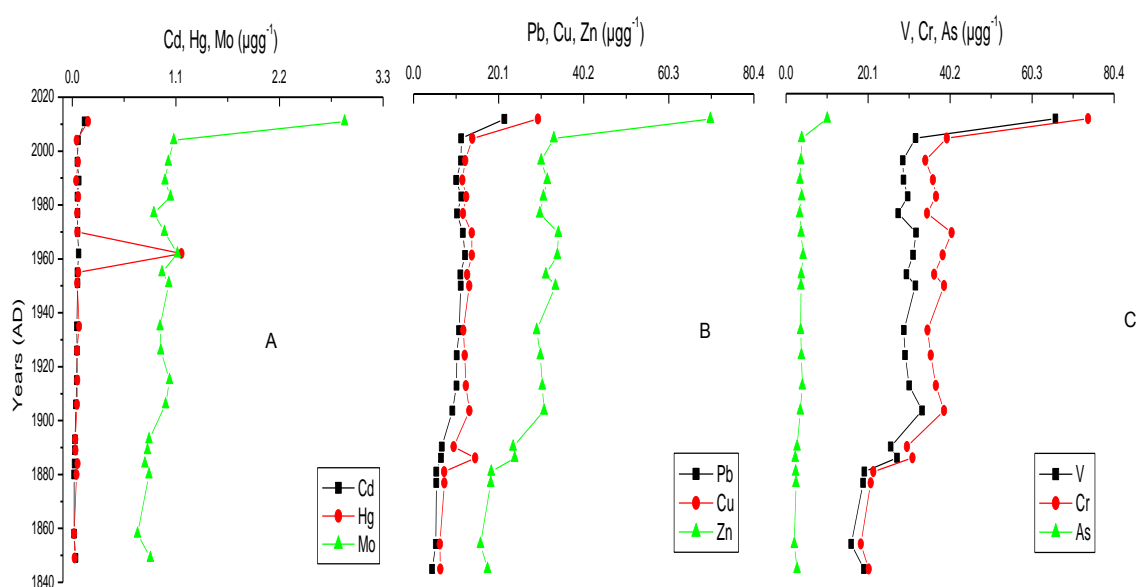 Cd, Hg, Mo (µgg⁻¹)
0.0 1.1 2.2 3.3
Pb, Cu, Zn (µgg⁻¹)
0.0 20.1 40.2 60.3 80.4
V, Cr, As (µgg⁻¹)
0.0 20.1 40.2 60.3 80.4
Years (AD)
2020
2000
1980
1960
1940
1920
1900
1880
1860
1840
A
Cd
Hg
Mo
B
Pb
Cu
Zn
C
V
Cr
As